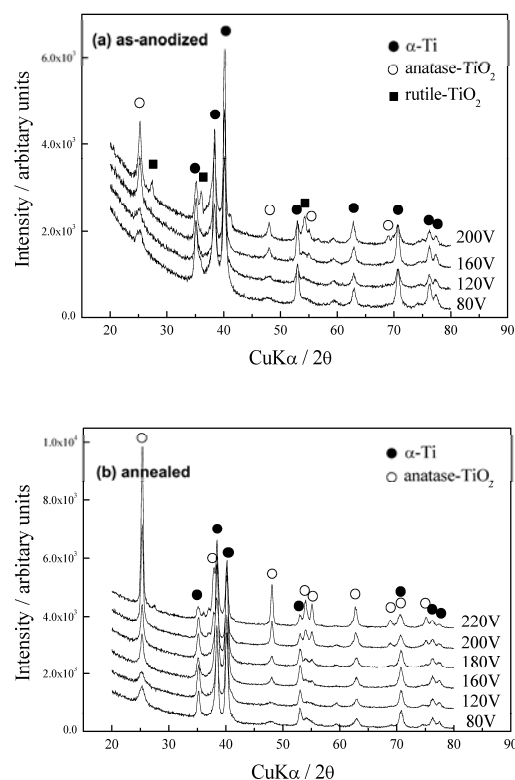 (a) as-anodized
α-Ti
anatase-TiO2
rutile-TiO2
6.0x10³
4.0x10³
2.0x10³
0.0
Intensity / arbitary units
200V
160V
120V
80V
20 30 40 50 60 70 80 90
CuKα / 2θ
(b) annealed
α-Ti
anatase-TiO2
1.0x10⁴
8.0x10³
6.0x10³
4.0x10³
2.0x10³
0.0
Intensity / arbitary units
220V
200V
180V
160V
120V
80V
20 30 40 50 60 70 80 90
CuKα / 2θ